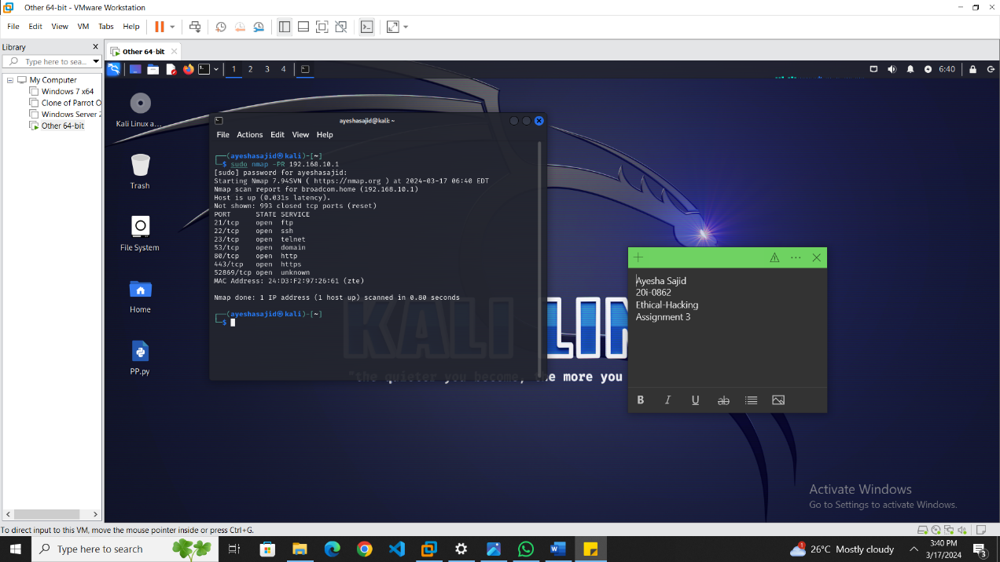 Other 64-bit - VMware Workstation
File Edit View VM Tabs Help
Library
Type here to sea...
My Computer
Windows 7 x64
Clone of Parrot O
Windows Server 2
Other 64-bit
Other 64-bit
1 2 3 4
6:40
Kali Linux a...
Trash
File System
Home
PP.py
ayeshasajid@kali: ~
File Actions Edit View Help
(ayeshasajid㉿kali)-[~]
$ sudo nmap -PR 192.168.10.1
[sudo] password for ayeshasajid:
Starting Nmap 7.94SVN ( https://nmap.org ) at 2024-03-17 06:40 EDT
Nmap scan report for broadcom.home (192.168.10.1)
Host is up (0.031s latency).
Not shown: 993 closed tcp ports (reset)
PORT STATE SERVICE
21/tcp open ftp
22/tcp open ssh
23/tcp open telnet
53/tcp open domain
80/tcp open http
443/tcp open https
52869/tcp open unknown
MAC Address: 24:D3:F2:97:26:61 (zte)
Nmap done: 1 IP address (1 host up) scanned in 0.80 seconds
(ayeshasajid㉿kali)-[~]
$
KALI LIN
"the quieter you become, the more you
Ayesha Sajid
20i-0862
Ethical-Hacking
Assignment 3
B I U ab
Activate Windows
Go to Settings to activate Windows.
To direct input to this VM, move the mouse pointer inside or press Ctrl+G.
Type here to search
1
26°C Mostly cloudy
3:40 PM
3/17/2024
3